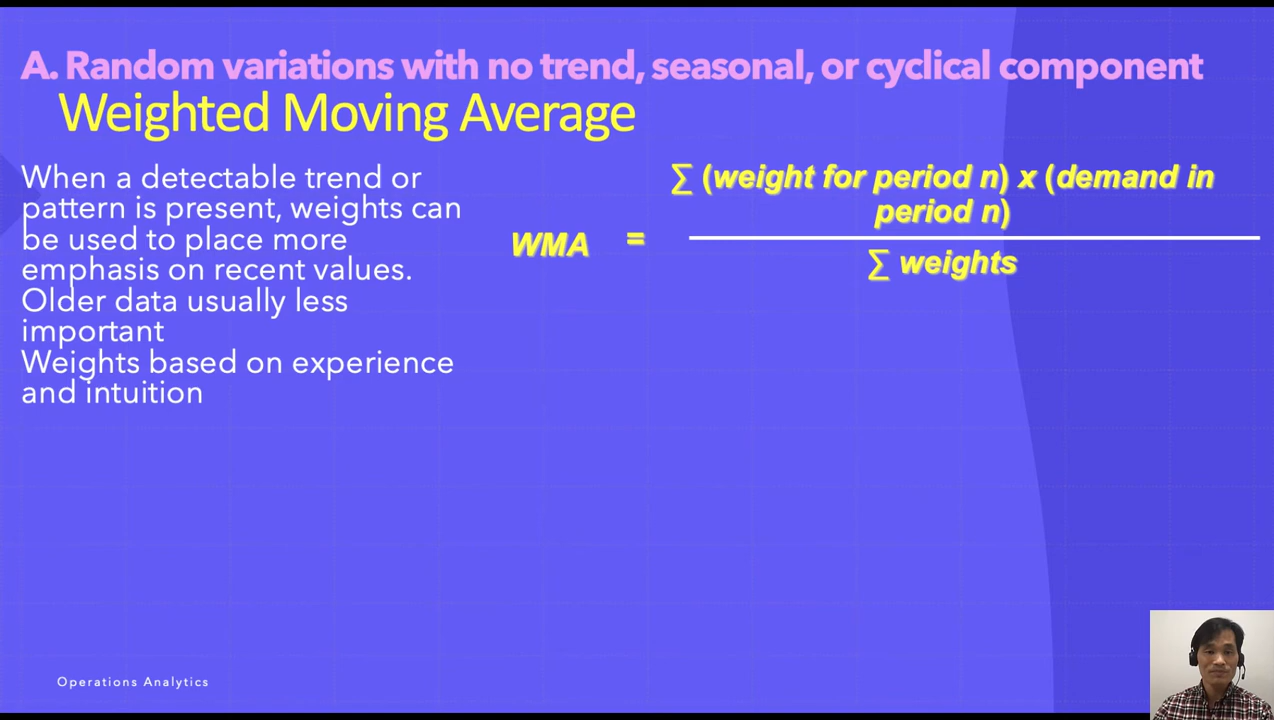 A. Random variations with no trend, seasonal, or cyclical component
Weighted Moving Average
When a detectable trend or
pattern is present, weights can
be used to place more
emphasis on recent values.
Older data usually less
important
Weights based on experience
and intuition
∑ (weight for period n) x (demand in
period n)
WMA =
∑ weights
Operations Analytics